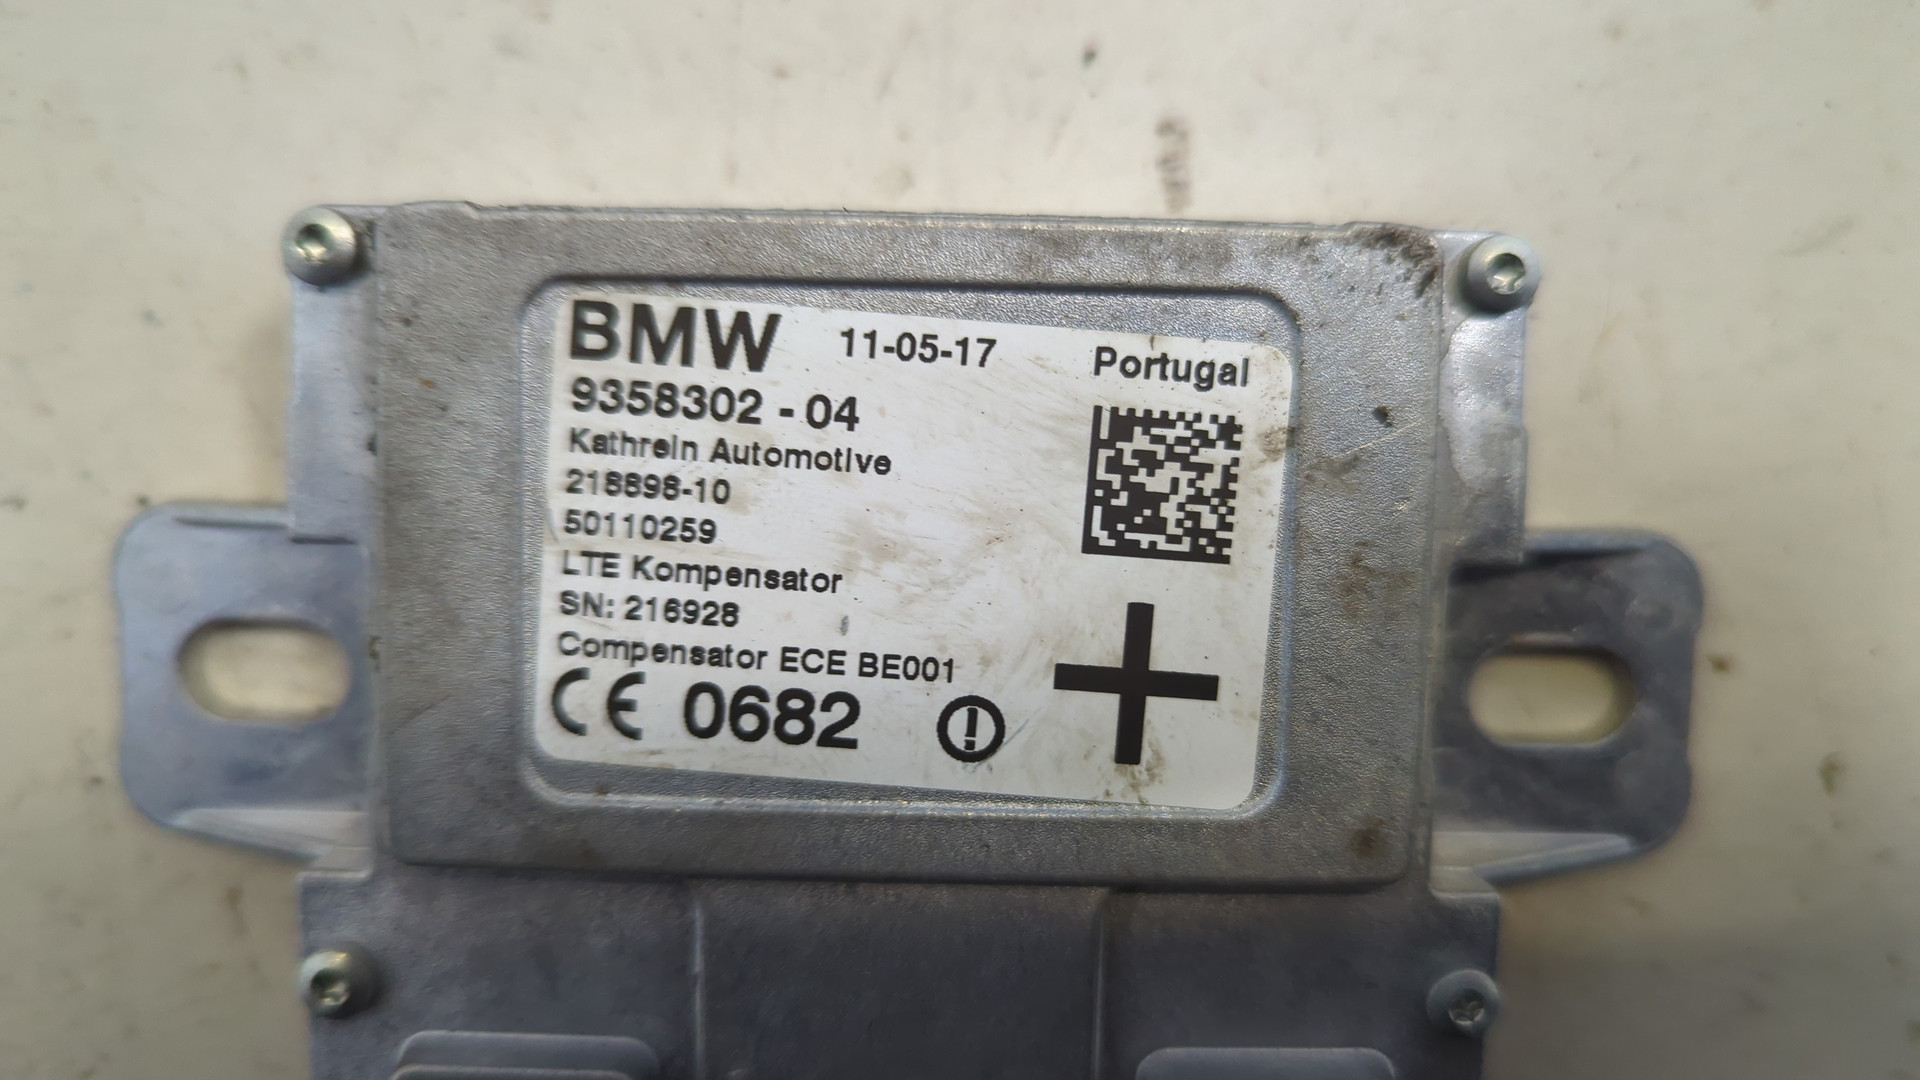 BMW 11-05-17 Portugal
9358302 - 04
Kathrein Automotive
218898-10
50110259
LTE Kompensator
SN: 216928
Compensator ECE BE001
CE 0682